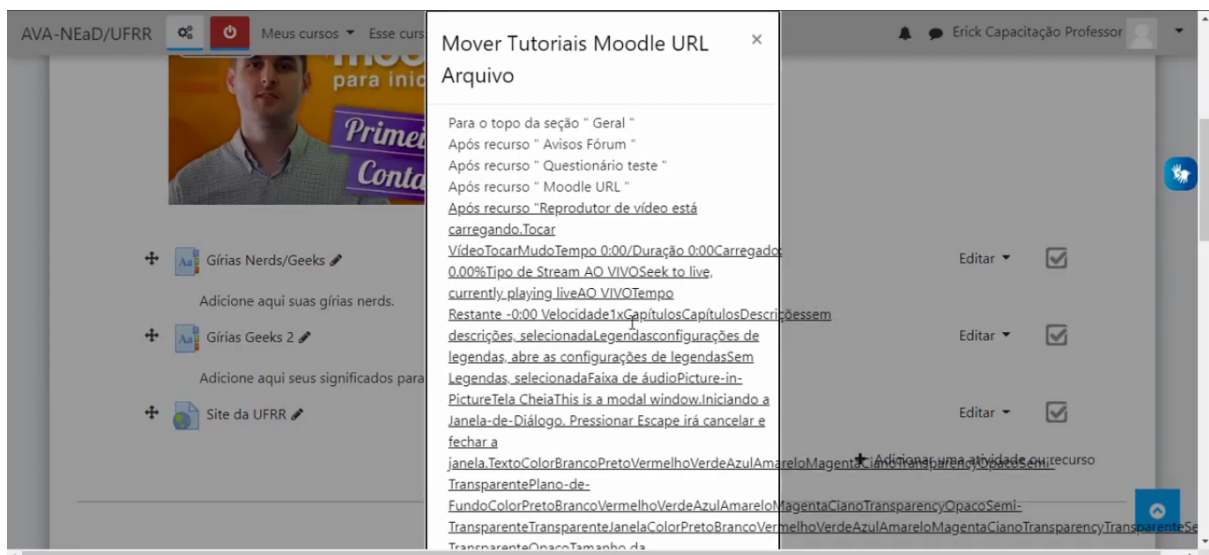 AVA-NEaD/UFRR
Meus cursos
Esse curs
Erick Capacitação Professor
para inic
Primei
Conta
Mover Tutoriais Moodle URL
Arquivo
×
Para o topo da seção " Geral "
Após recurso " Avisos Fórum "
Após recurso " Questionário teste "
Após recurso " Moodle URL "
Após recurso "Reprodutor de vídeo está
carregando.Tocar
VídeoTocarMudoTempo 0:00/Duração 0:00Carregado:
0.00%Tipo de Stream AO VIVOSeek to live,
currently playing liveAO VIVOTempo
Restante -0:00 Velocidade1xCapítulosCapítulosDescriçõessem
descrições, selecionadaLegendasconfigurações de
legendas, abre as configurações de legendasSem
Legendas, selecionadaFaixa de áudioPicture-in-
PictureTela CheiaThis is a modal window.Iniciando a
Janela-de-Diálogo. Pressionar Escape irá cancelar e
fechar a
janela.TextoColorBrancoPretoVermelhoVerdeAzulAmareloMagentaCianoTransparencyOpacoSemi-
TransparentePlano-de-
FundoColorPretoBrancoVermelhoVerdeAzulAmareloMagentaCianoTransparencyOpacoSemi-
TransparenteTransparenteJanelaColorPretoBrancoVermelhoVerdeAzulAmareloMagentaCianoTransparencyTransparenteSe
TransparenteOpacoTamanho da
Gírias Nerds/Geeks
Editar
Adicione aqui suas gírias nerds.
Gírias Geeks 2
Editar
Adicione aqui seus significados para
Site da UFRR
Editar
Adicionar uma atividade ou recurso